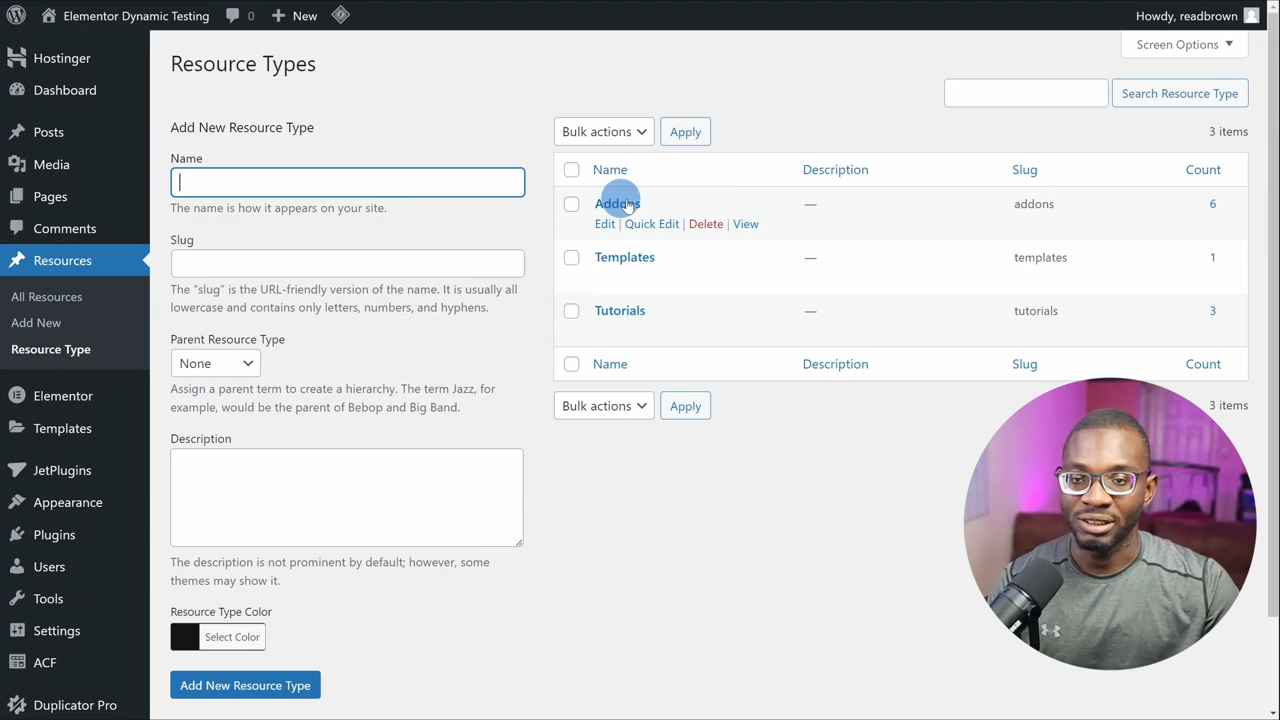 Elementor Dynamic Testing
0
New
Howdy, readbrown
Hostinger
Dashboard
Posts
Media
Pages
Comments
Resources
All Resources
Add New
Resource Type
Elementor
Templates
JetPlugins
Appearance
Plugins
Users
Tools
Settings
ACF
Duplicator Pro
Screen Options
Resource Types
Search Resource Type
Add New Resource Type
Name
The name is how it appears on your site.
Slug
The “slug” is the URL-friendly version of the name. It is usually all
lowercase and contains only letters, numbers, and hyphens.
Parent Resource Type
None
Assign a parent term to create a hierarchy. The term Jazz, for
example, would be the parent of Bebop and Big Band.
Description
The description is not prominent by default; however, some
themes may show it.
Resource Type Color
Select Color
Add New Resource Type
Bulk actions Apply 3 items
Name Description Slug Count
Addons — addons 6
Edit | Quick Edit | Delete | View
Templates — templates 1
Tutorials — tutorials 3
Name Description Slug Count
Bulk actions Apply 3 items